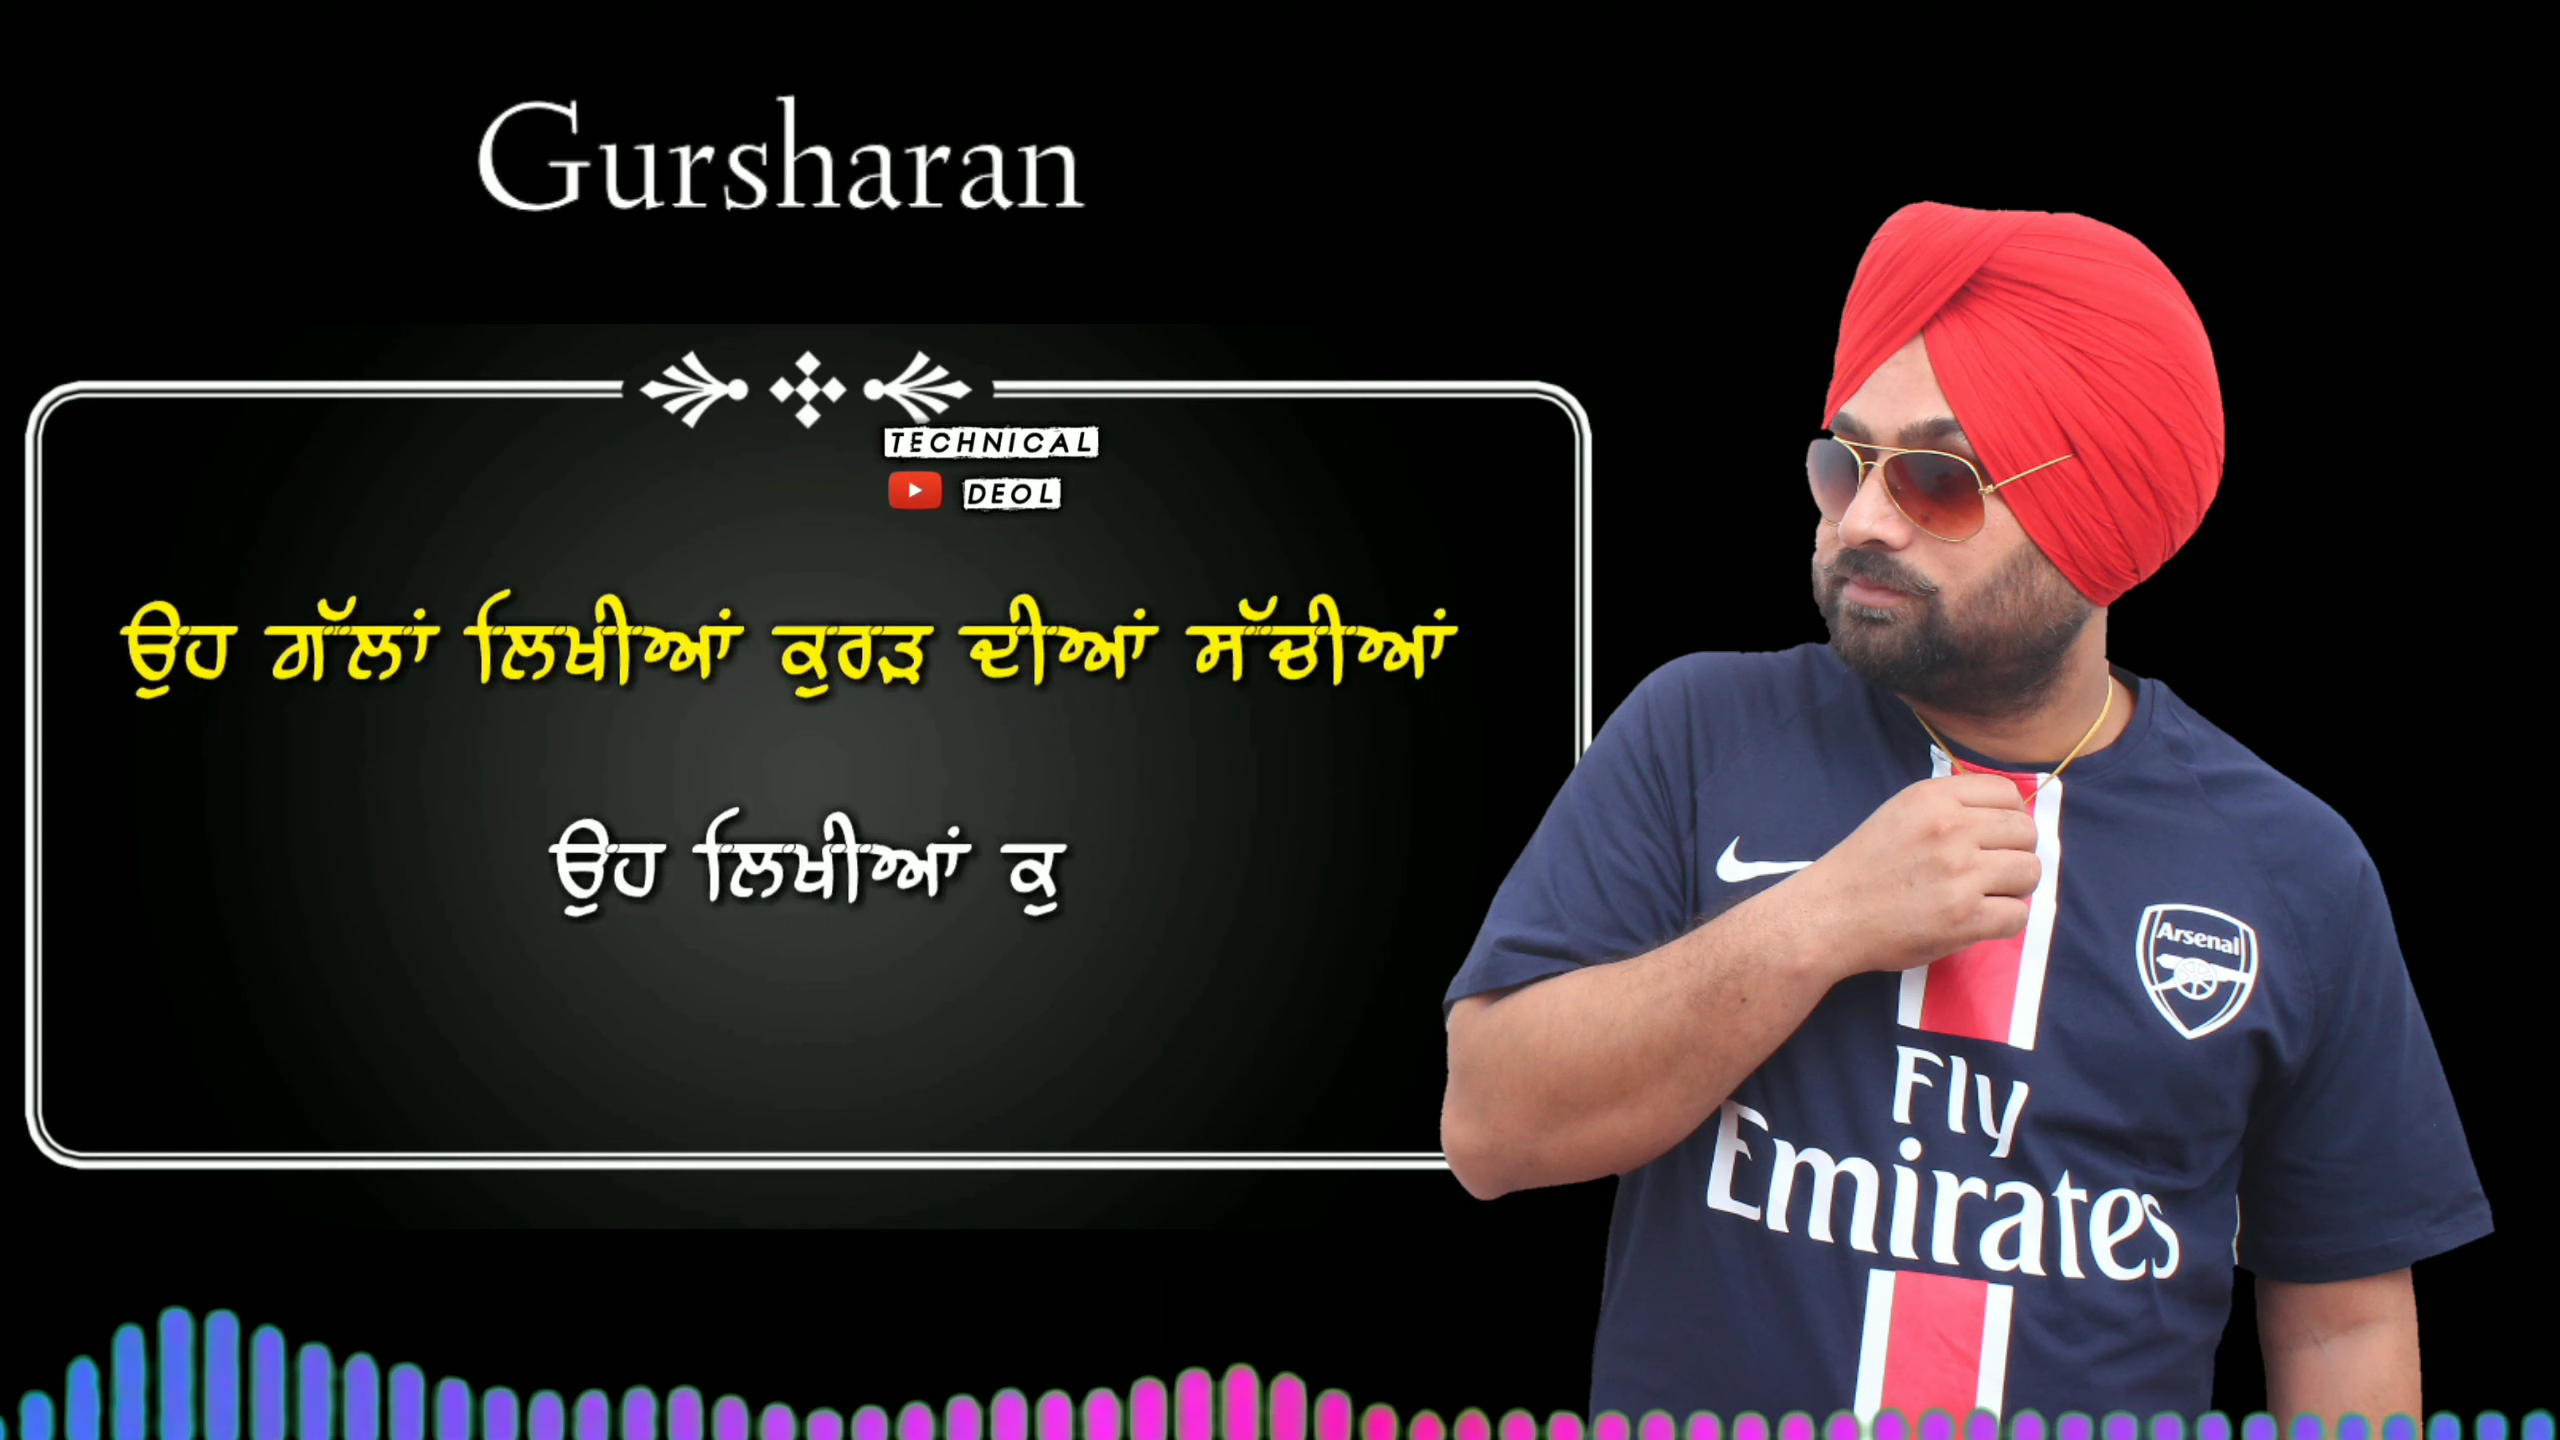 Gursharan
TECHNICAL
DEOL
ਉਹ ਗੱਲਾਂ ਲਿਖੀਆਂ ਕੁਰੜ ਦੀਆਂ ਸੱਚੀਆਂ
ਉਹ ਲਿਖੀਆਂ ਕੁ
Arsenal
Fly
Emirates